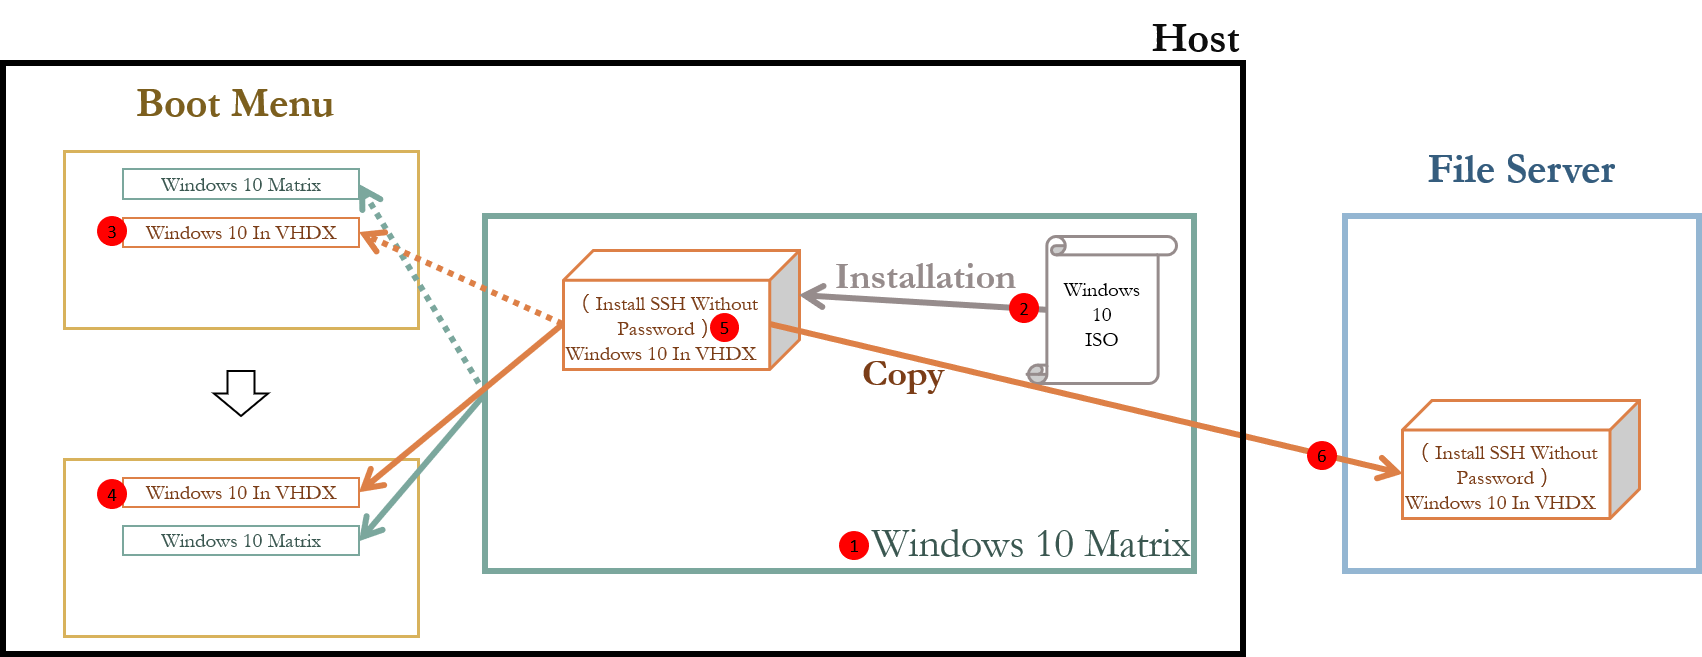 Host
Boot Menu
Windows 10 Matrix
3
Windows 10 In VHDX
4
Windows 10 In VHDX
Windows 10 Matrix
( Install SSH Without
Password )
5
Windows 10 In VHDX
Installation
2
Windows
10
ISO
Copy
1
Windows 10 Matrix
6
File Server
( Install SSH Without
Password )
Windows 10 In VHDX